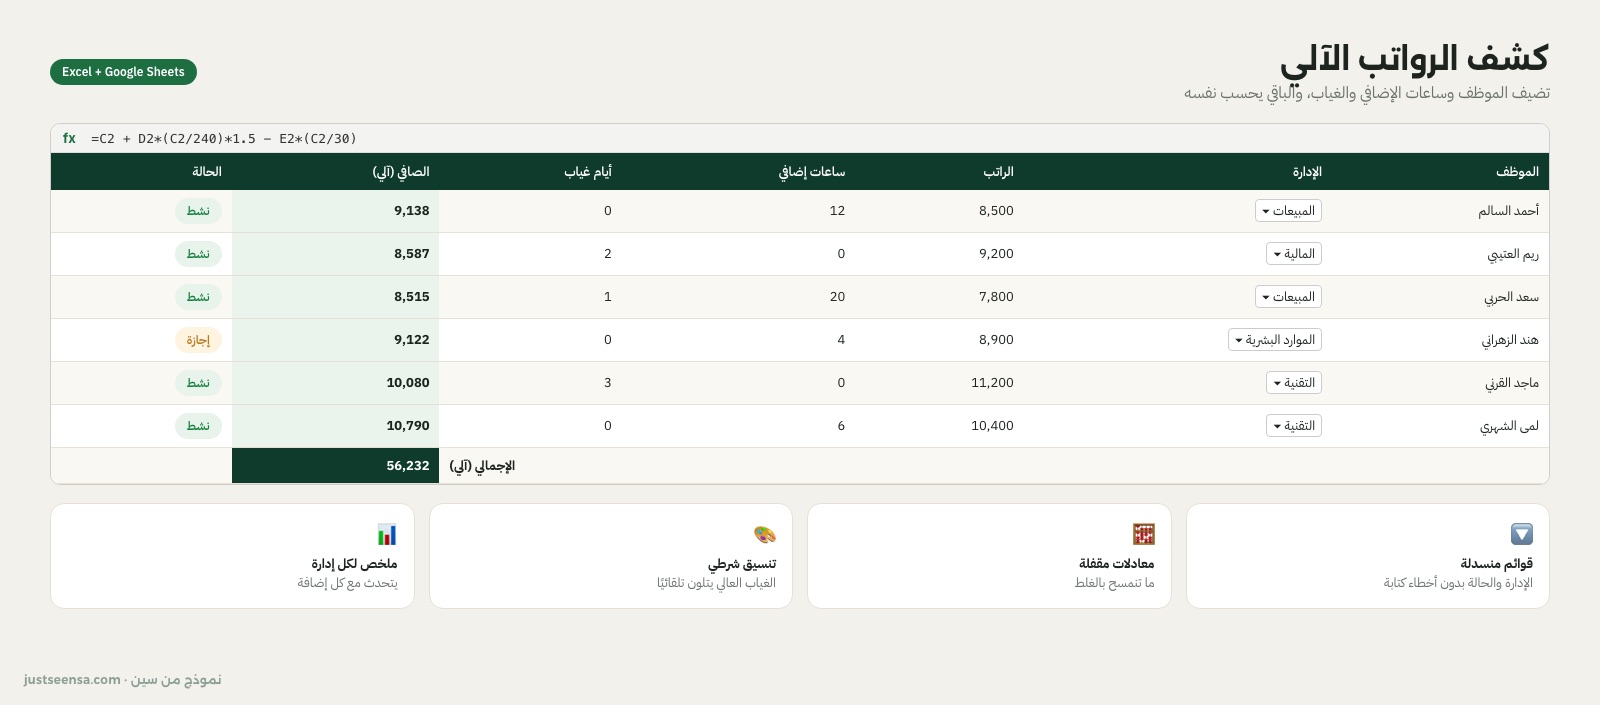 كشف الرواتب الآلي
تضيف الموظف وساعات الإضافي والغياب، والباقي يحسب نفسه
Excel + Google Sheets
fx =C2 + D2*(C2/240)*1.5 − E2*(C2/30)
الموظف الإدارة الراتب ساعات إضافي أيام غياب الصافي (آلي) الحالة
أحمد السالم المبيعات ▾ 8,500 12 0 9,138 نشط
ريم العتيبي المالية ▾ 9,200 0 2 8,587 نشط
سعد الحربي المبيعات ▾ 7,800 20 1 8,515 نشط
هند الزهراني الموارد البشرية ▾ 8,900 4 0 9,122 إجازة
ماجد القرني التقنية ▾ 11,200 0 3 10,080 نشط
لمى الشهري التقنية ▾ 10,400 6 0 10,790 نشط
الإجمالي (آلي) 56,232
قوائم منسدلة
الإدارة والحالة بدون أخطاء كتابة
معادلات مقفلة
ما تنمسح بالغلط
تنسيق شرطي
الغياب العالي يتلون تلقائيًا
ملخص لكل إدارة
يتحدث مع كل إضافة
نموذج من سين · justseensa.com